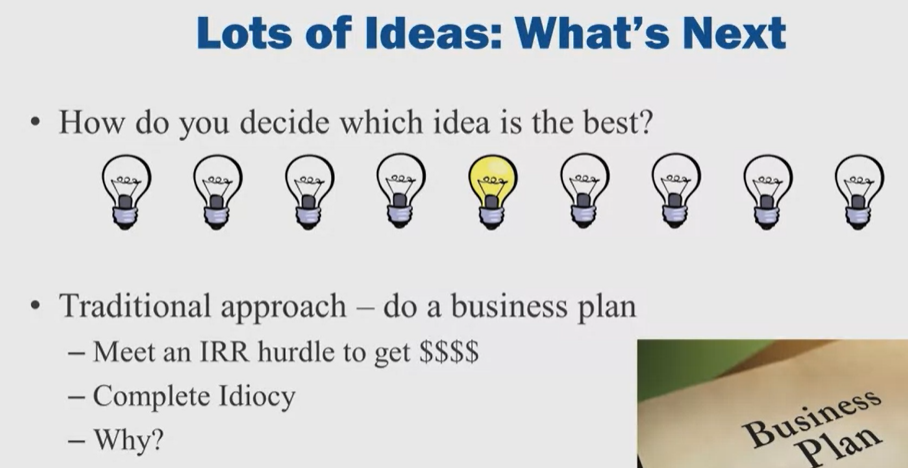 Lots of Ideas: What's Next
• How do you decide which idea is the best?
• Traditional approach – do a business plan
– Meet an IRR hurdle to get $$$$
– Complete Idiocy
– Why?
Business
Plan